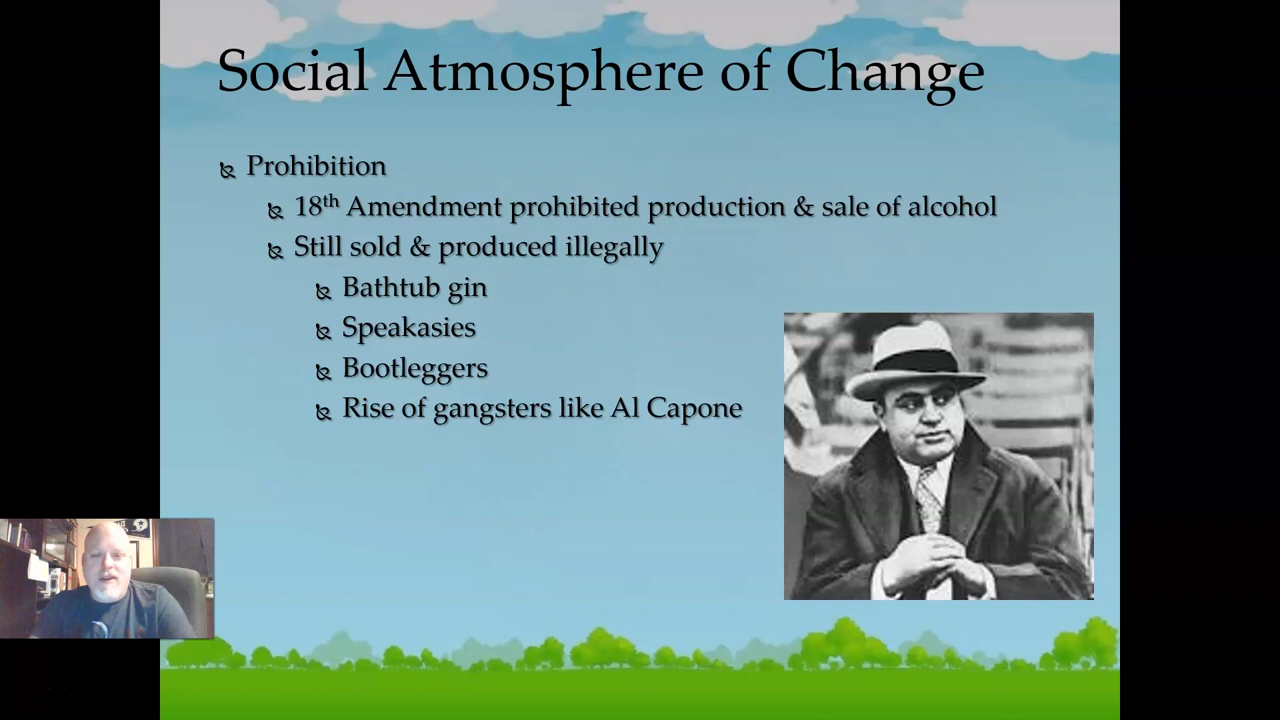 Social Atmosphere of Change
Prohibition
18th Amendment prohibited production & sale of alcohol
Still sold & produced illegally
Bathtub gin
Speakasies
Bootleggers
Rise of gangsters like Al Capone